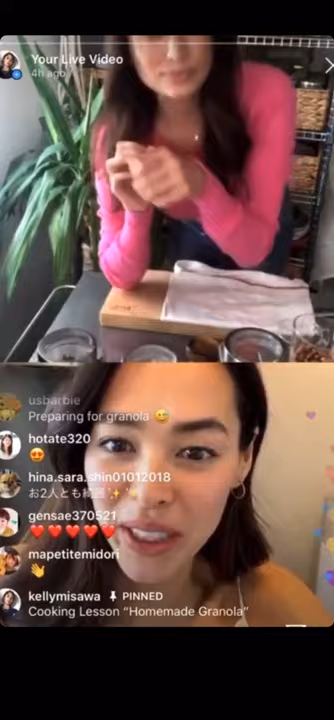 Your Live Video
4h ago
usbarbie
Preparing for granola 😅
hotate320
😍
hina.sara.shin01012018
お2人とも綺麗✨
gensae370521
❤️❤️❤️❤️❤️
mapetitemidori
👋
kellymisawa 📌 PINNED
Cooking Lesson “Homemade Granola”